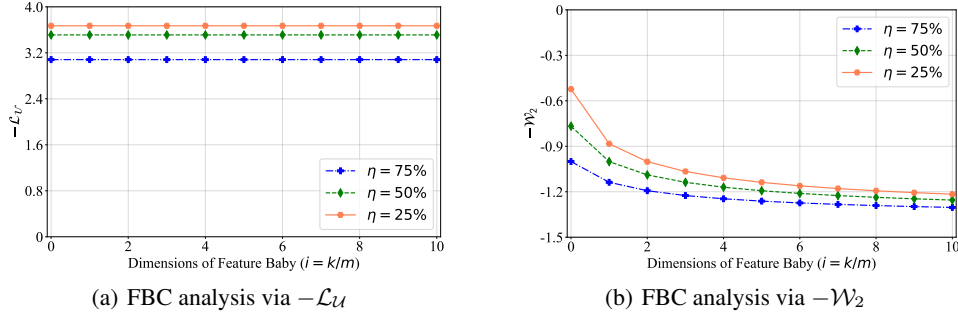 4.0
3.2
2.4
1.6
0.8
0
−𝓛_𝒰
η = 75%
η = 50%
η = 25%
0 2 4 6 8 10
Dimensions of Feature Baby (i = k/m)
(a) FBC analysis via −𝓛_𝒰
0
−0.3
−0.6
−0.9
−1.2
−1.5
−𝒲₂
η = 75%
η = 50%
η = 25%
0 2 4 6 8 10
Dimensions of Feature Baby (i = k/m)
(b) FBC analysis via −𝒲₂